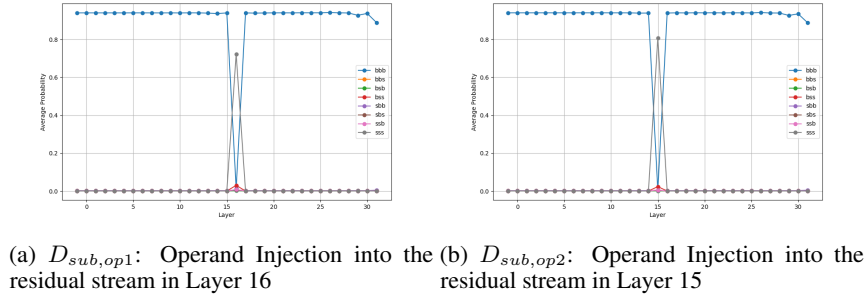 0.8
0.6
0.4
0.2
0.0
Average Probability
0
5
10
15
20
25
30
Layer
bbb
bbs
bsb
bss
sbb
sbs
ssb
sss
0.8
0.6
0.4
0.2
0.0
Average Probability
0
5
10
15
20
25
30
Layer
bbb
bbs
bsb
bss
sbb
sbs
ssb
sss
(a) D_{sub,op1}: Operand Injection into the
residual stream in Layer 16
(b) D_{sub,op2}: Operand Injection into the
residual stream in Layer 15